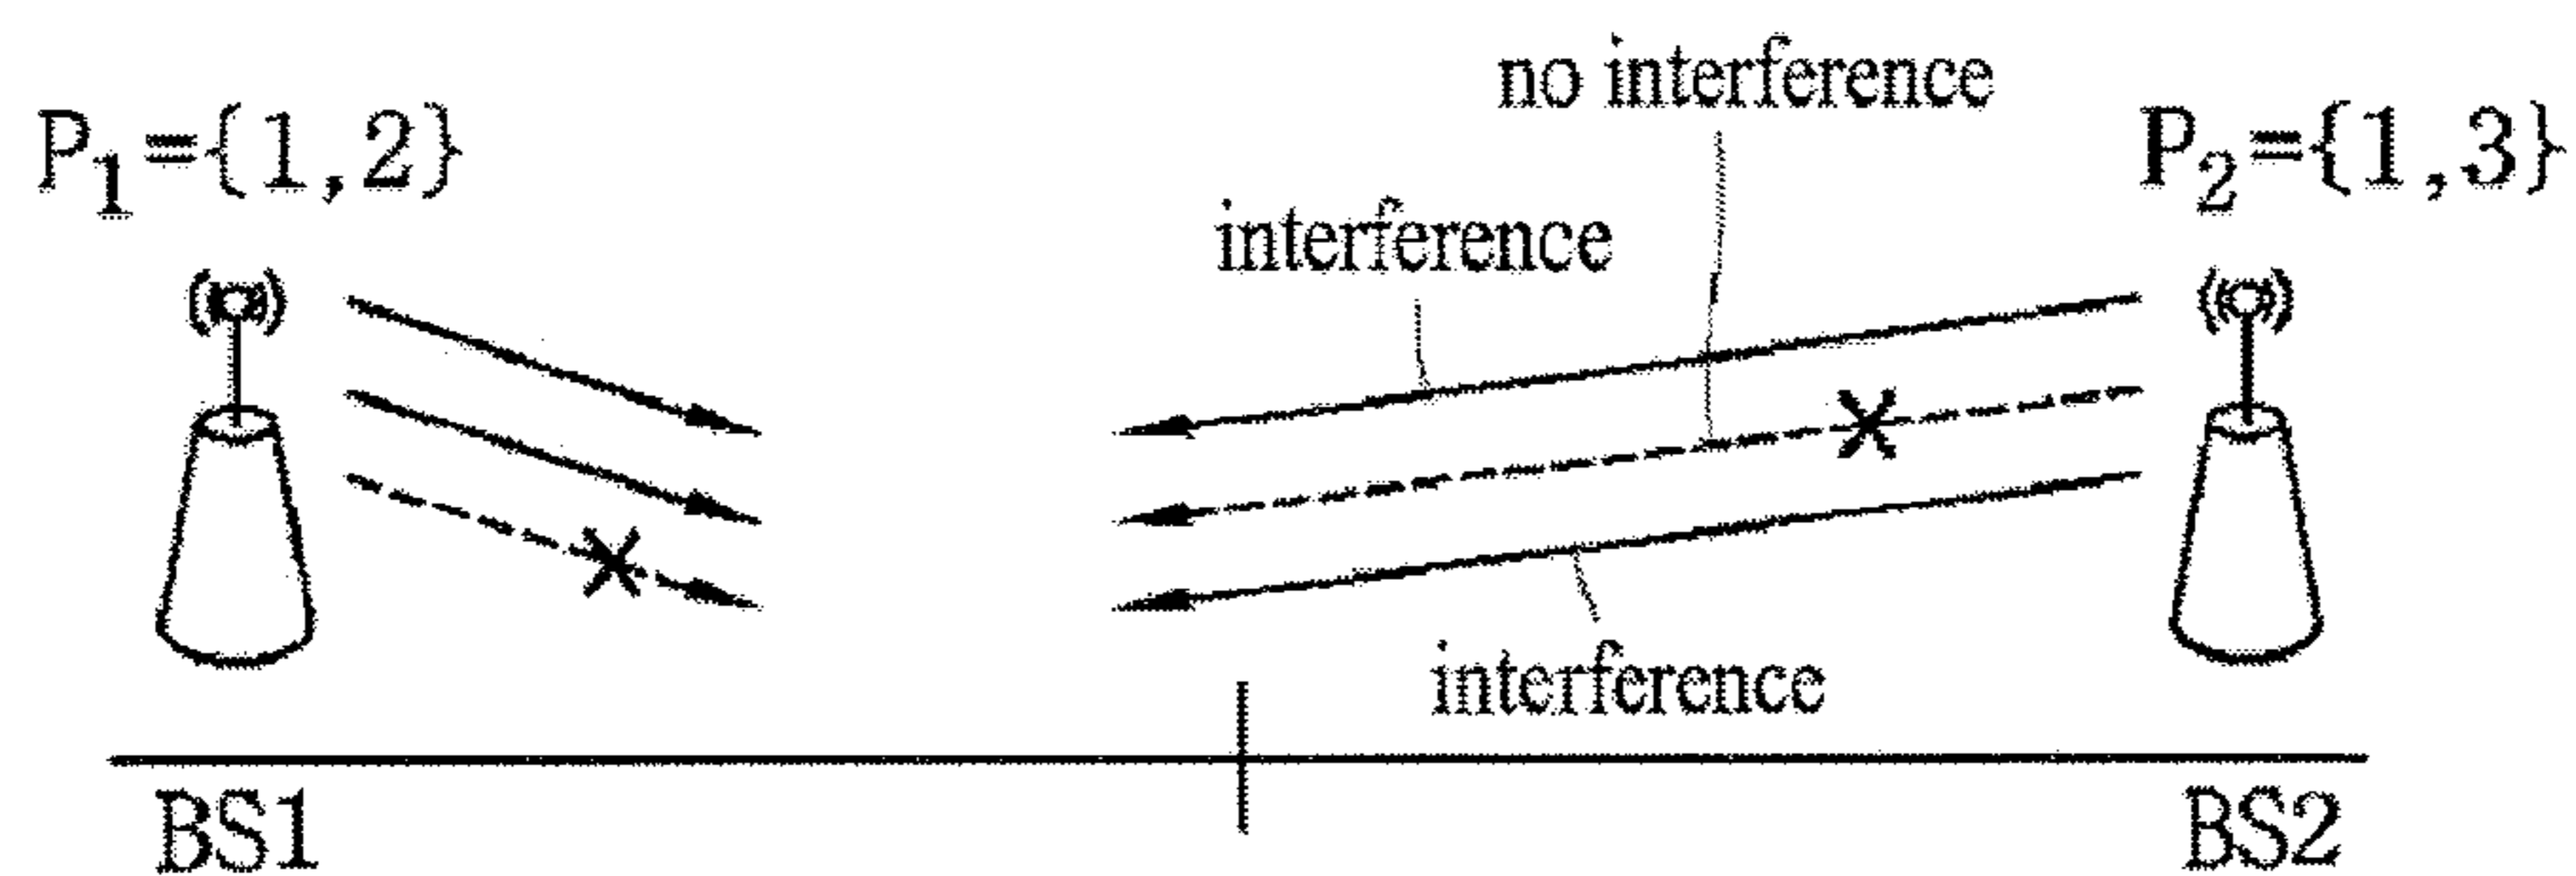 no interference
P₁={1,2}
P₂={1,3}
interference
interference
BS1
BS2